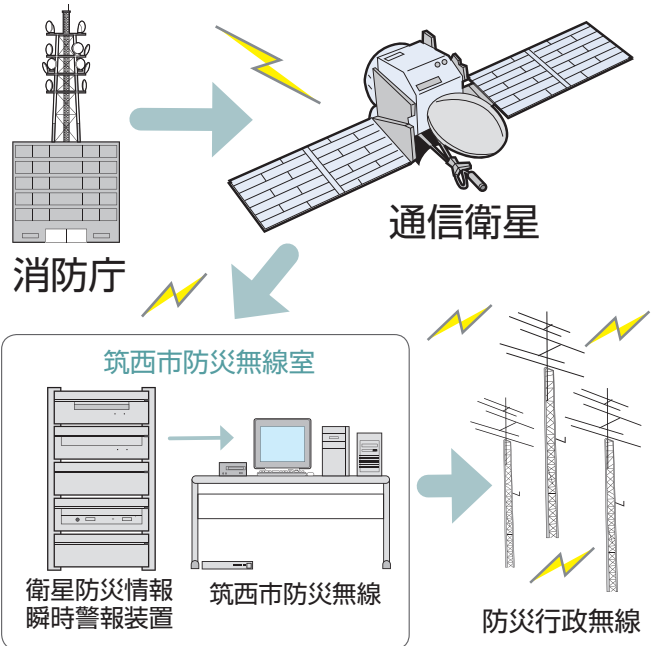 通信衛星
消防庁
筑西市防災無線室
衛星防災情報
瞬時警報装置
筑西市防災無線
防災行政無線